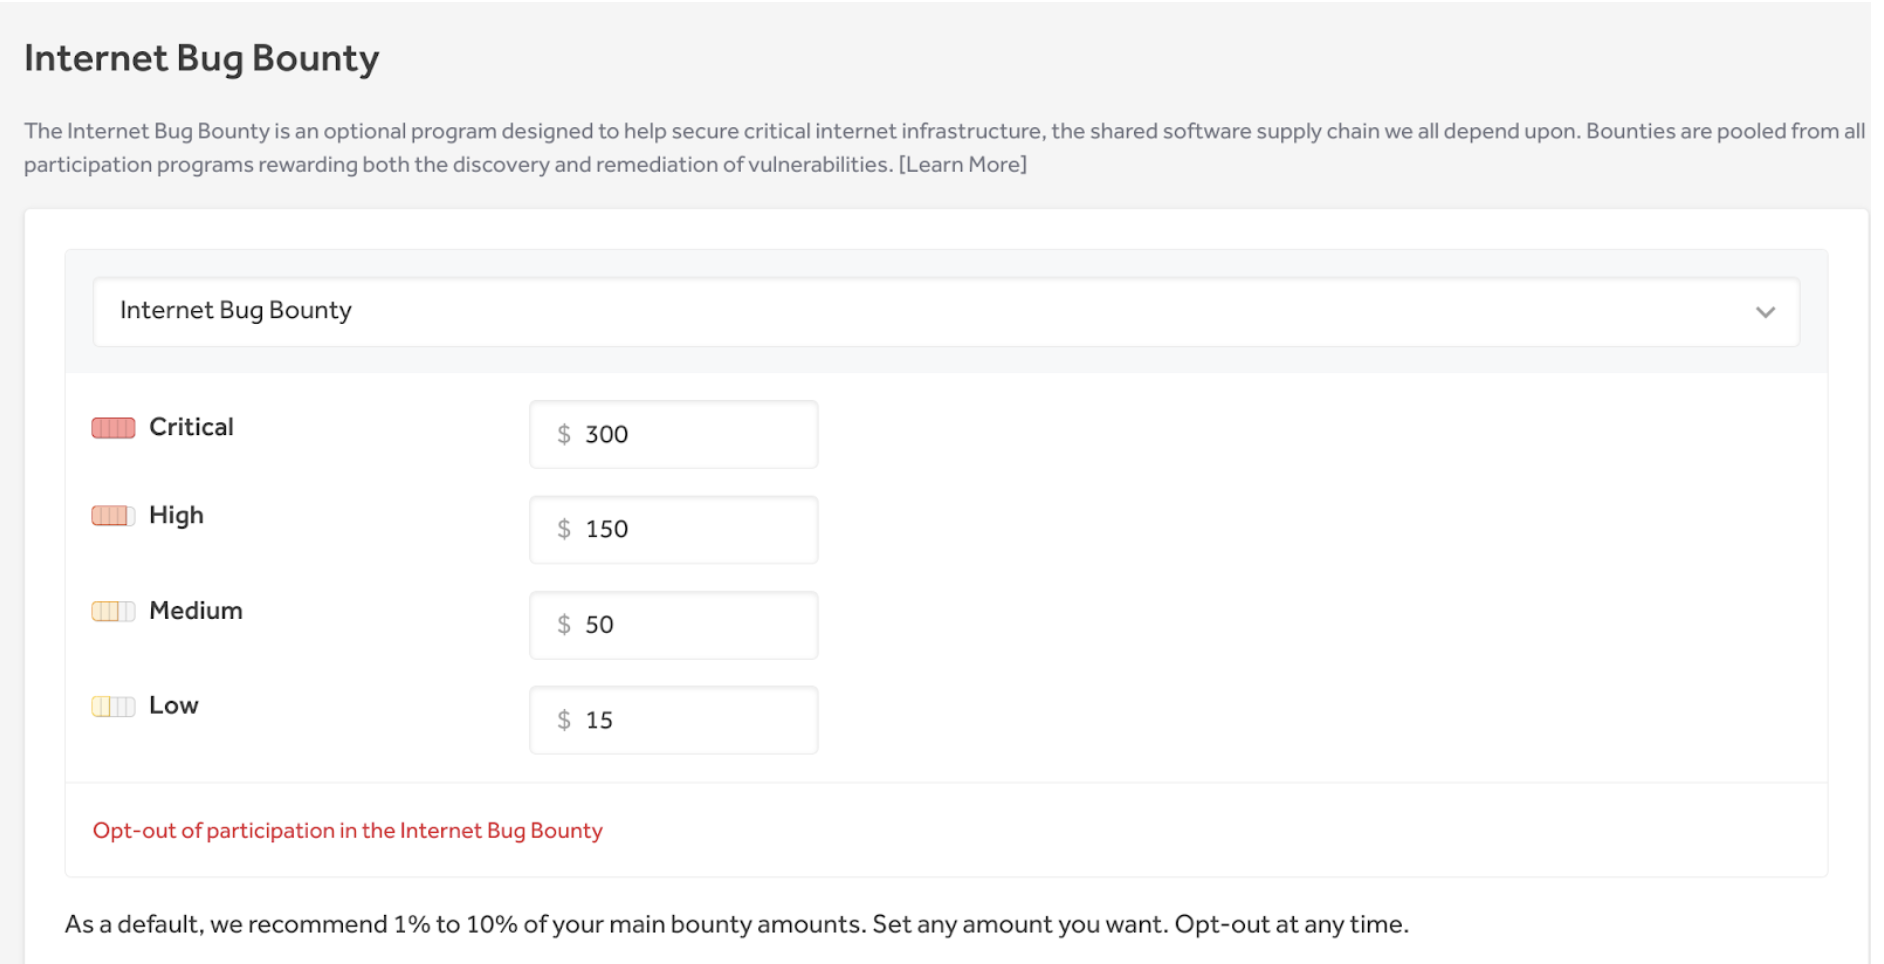 Internet Bug Bounty
The Internet Bug Bounty is an optional program designed to help secure critical internet infrastructure, the shared software supply chain we all depend upon. Bounties are pooled from all
participation programs rewarding both the discovery and remediation of vulnerabilities. [Learn More]
Internet Bug Bounty
Critical $ 300
High $ 150
Medium $ 50
Low $ 15
Opt-out of participation in the Internet Bug Bounty
As a default, we recommend 1% to 10% of your main bounty amounts. Set any amount you want. Opt-out at any time.